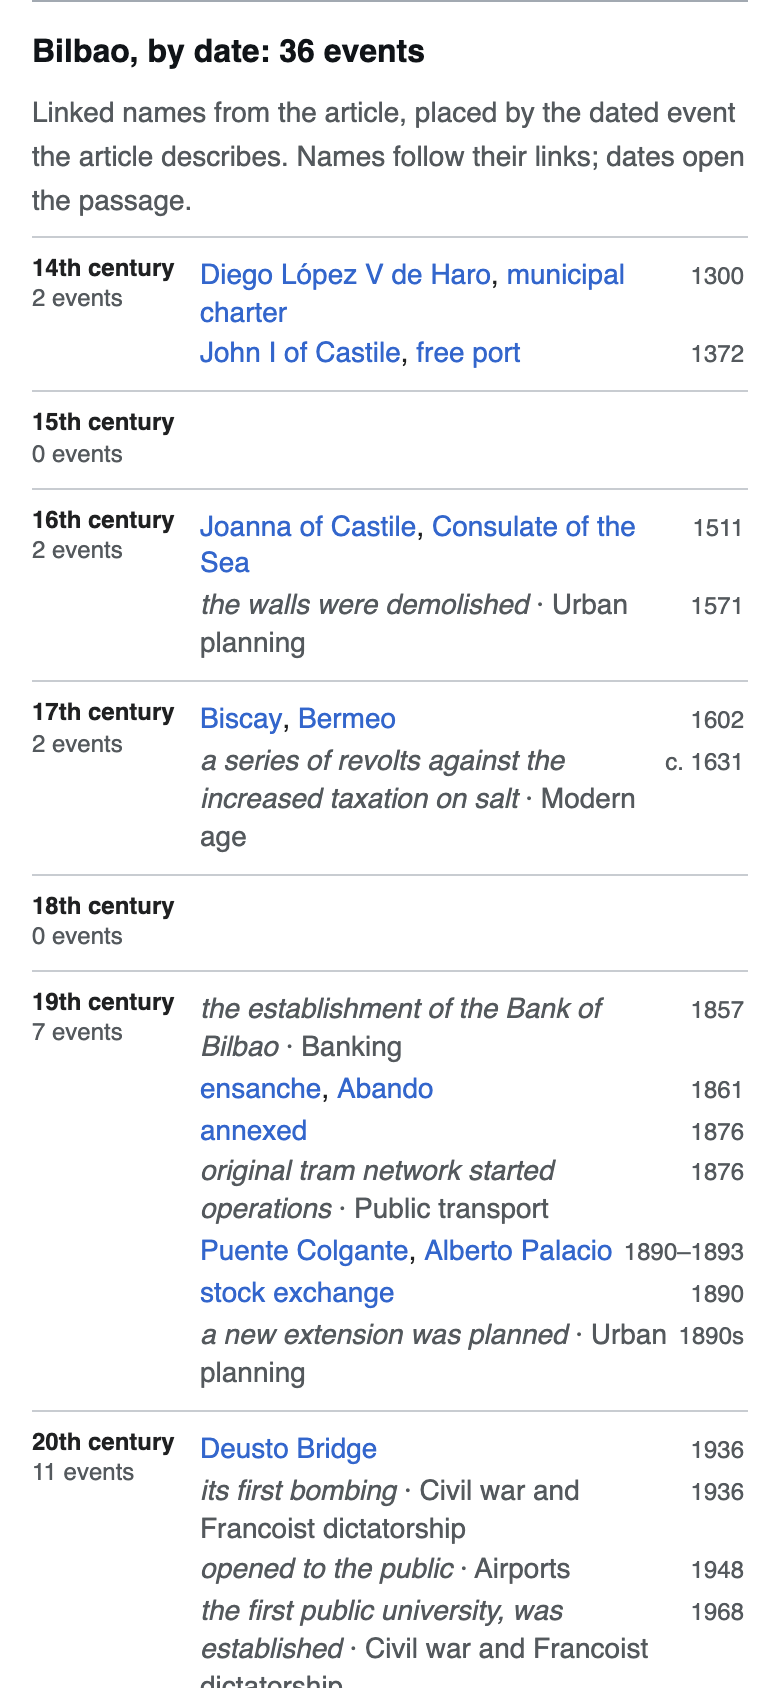 Bilbao, by date: 36 events
Linked names from the article, placed by the dated event
the article describes. Names follow their links; dates open
the passage.
14th century
2 events
Diego López V de Haro, municipal 1300
charter
John I of Castile, free port 1372
15th century
0 events
16th century
2 events
Joanna of Castile, Consulate of the 1511
Sea
the walls were demolished · Urban 1571
planning
17th century
2 events
Biscay, Bermeo 1602
a series of revolts against the c. 1631
increased taxation on salt · Modern
age
18th century
0 events
19th century
7 events
the establishment of the Bank of 1857
Bilbao · Banking
ensanche, Abando 1861
annexed 1876
original tram network started 1876
operations · Public transport
Puente Colgante, Alberto Palacio 1890–1893
stock exchange 1890
a new extension was planned · Urban 1890s
planning
20th century
11 events
Deusto Bridge 1936
its first bombing · Civil war and 1936
Francoist dictatorship
opened to the public · Airports 1948
the first public university, was 1968
established · Civil war and Francoist
dictatorship